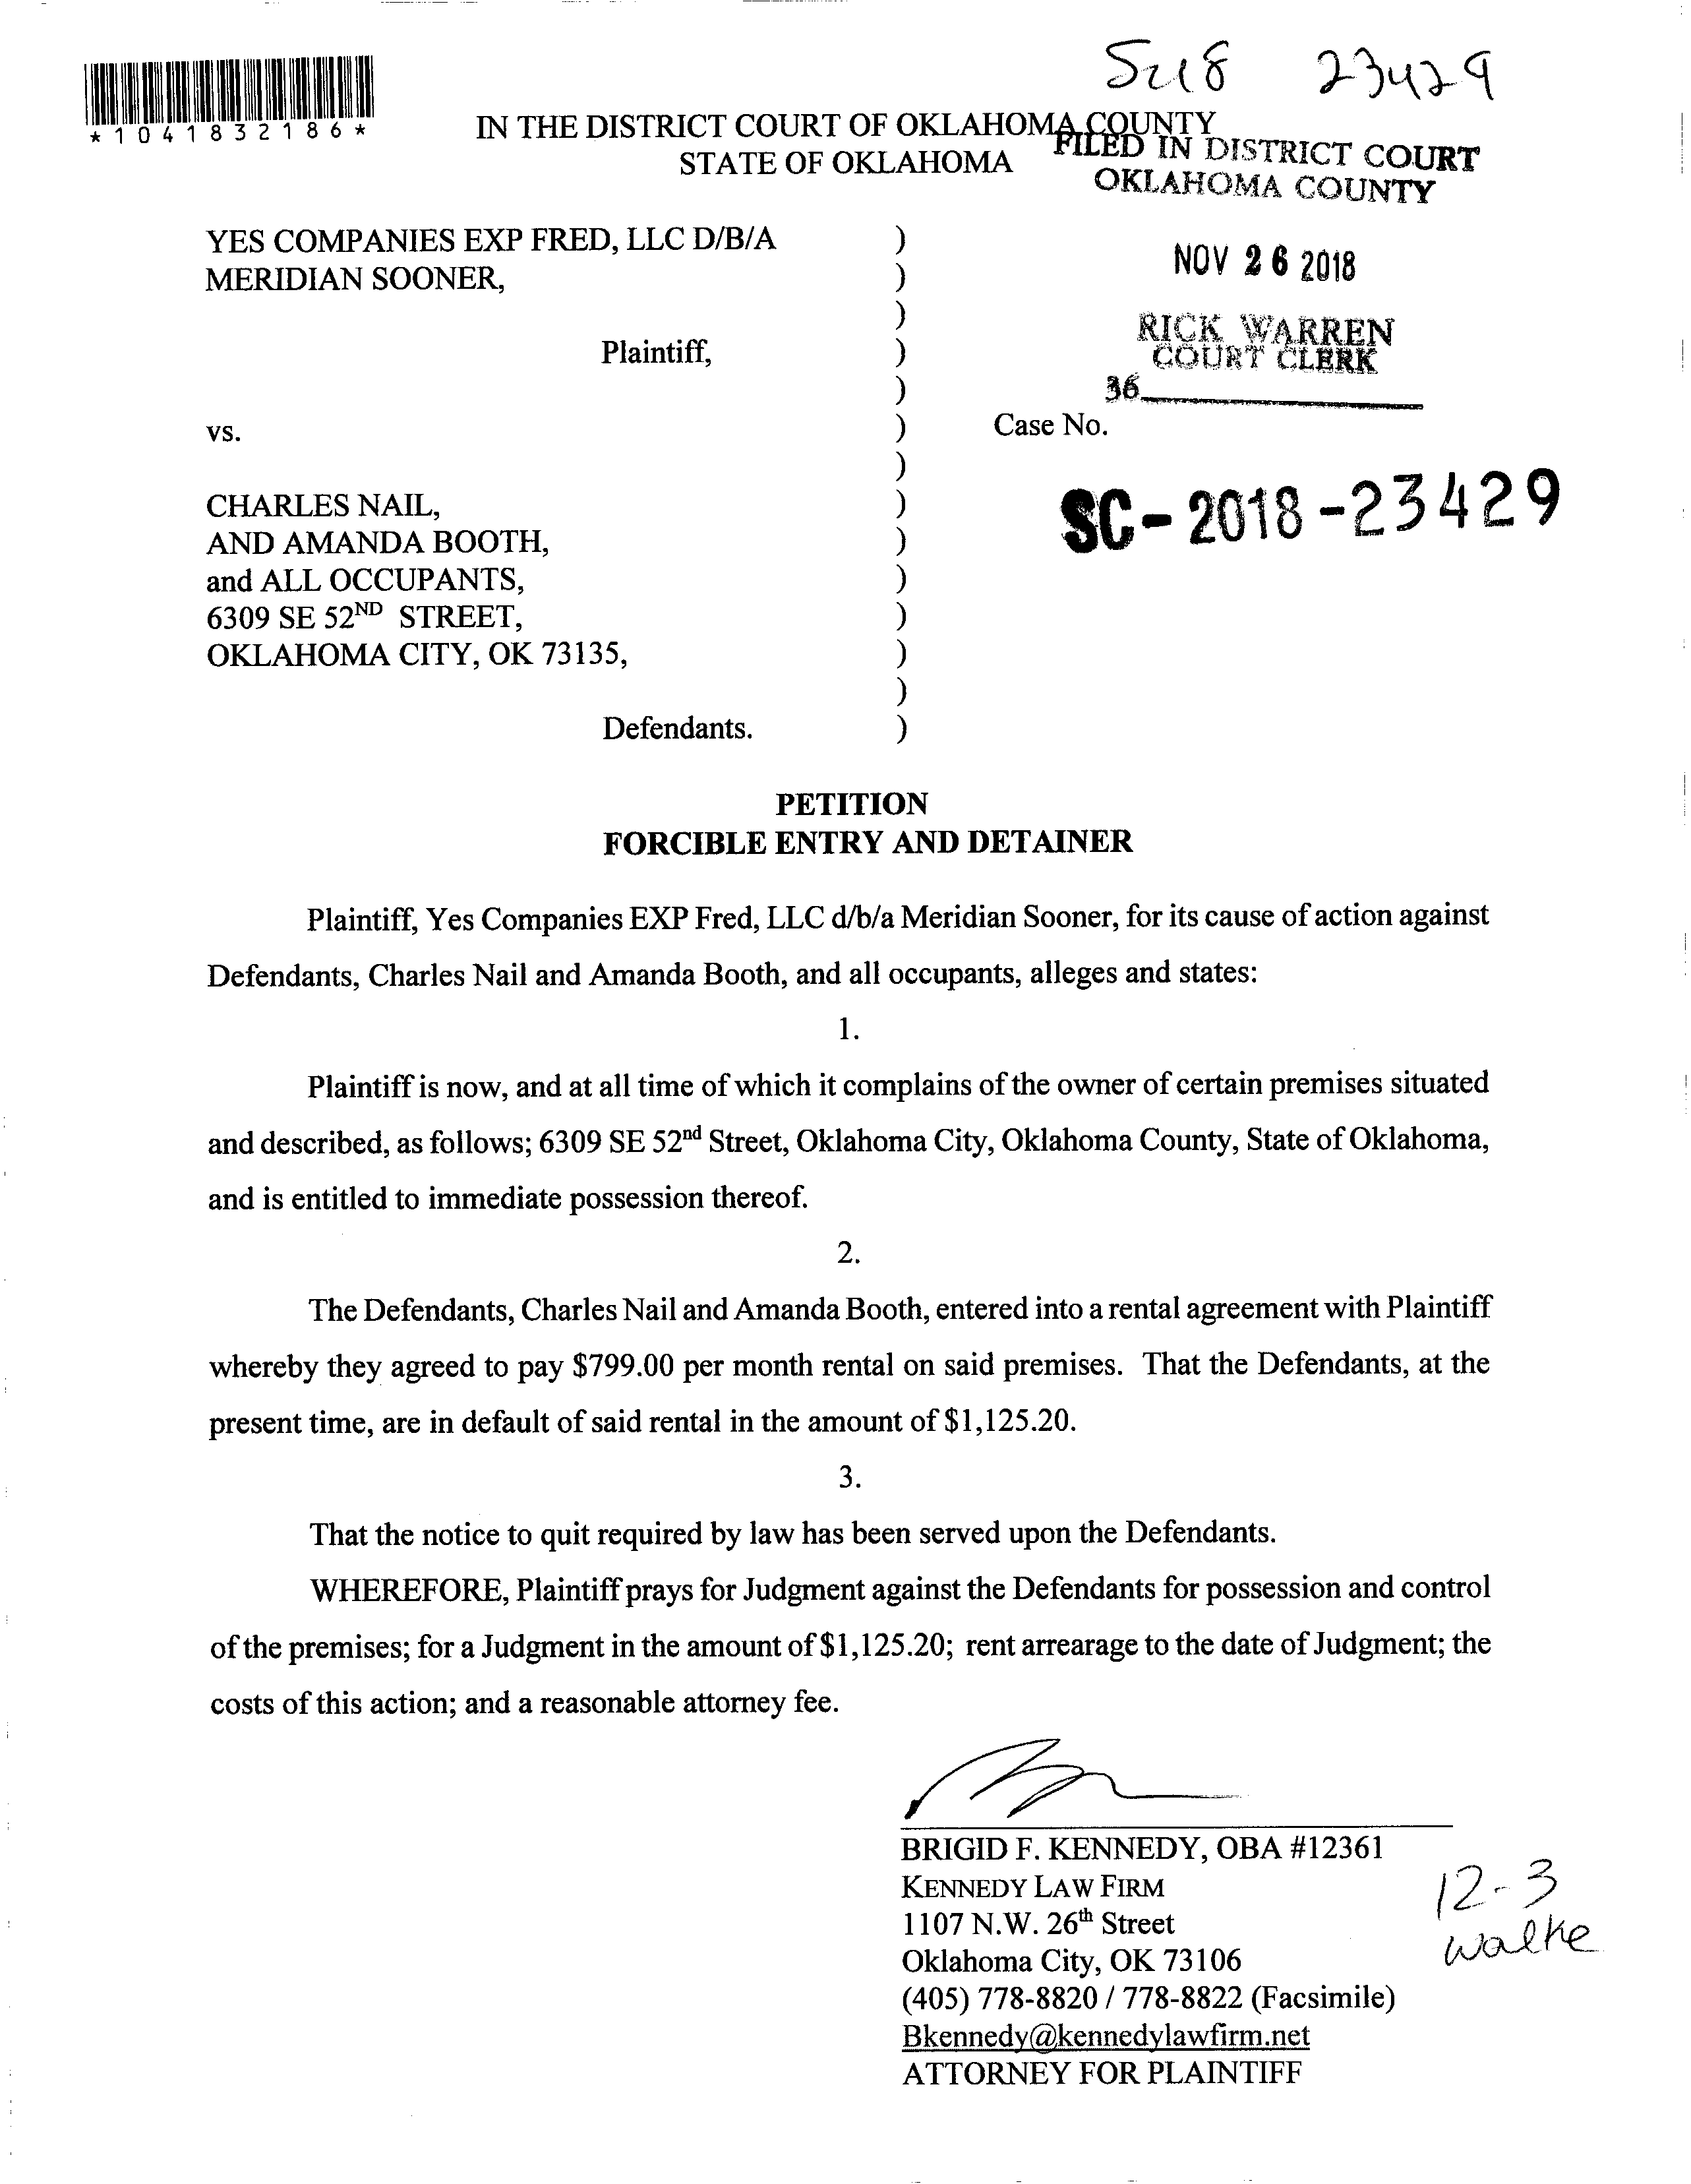 Sc18 23429
*1041832186*
IN THE DISTRICT COURT OF OKLAHOMA COUNTY
STATE OF OKLAHOMA
FILED IN DISTRICT COURT
OKLAHOMA COUNTY
NOV 26 2018
RICK WARREN
COURT CLERK
36
YES COMPANIES EXP FRED, LLC D/B/A )
MERIDIAN SOONER, )
)
Plaintiff, )
)
vs. ) Case No.
)
SC-2018-23429
CHARLES NAIL, )
AND AMANDA BOOTH, )
and ALL OCCUPANTS, )
6309 SE 52ND STREET, )
OKLAHOMA CITY, OK 73135, )
)
Defendants. )
PETITION
FORCIBLE ENTRY AND DETAINER
Plaintiff, Yes Companies EXP Fred, LLC d/b/a Meridian Sooner, for its cause of action against
Defendants, Charles Nail and Amanda Booth, and all occupants, alleges and states:
1.
Plaintiff is now, and at all time of which it complains of the owner of certain premises situated
and described, as follows; 6309 SE 52nd Street, Oklahoma City, Oklahoma County, State of Oklahoma,
and is entitled to immediate possession thereof.
2.
The Defendants, Charles Nail and Amanda Booth, entered into a rental agreement with Plaintiff
whereby they agreed to pay $799.00 per month rental on said premises. That the Defendants, at the
present time, are in default of said rental in the amount of $1,125.20.
3.
That the notice to quit required by law has been served upon the Defendants.
WHEREFORE, Plaintiff prays for Judgment against the Defendants for possession and control
of the premises; for a Judgment in the amount of $1,125.20; rent arrearage to the date of Judgment; the
costs of this action; and a reasonable attorney fee.
BRIGID F. KENNEDY, OBA #12361
KENNEDY LAW FIRM
1107 N.W. 26th Street
Oklahoma City, OK 73106
(405) 778-8820 / 778-8822 (Facsimile)
Bkennedy@kennedylawfirm.net
ATTORNEY FOR PLAINTIFF
12-3
walke